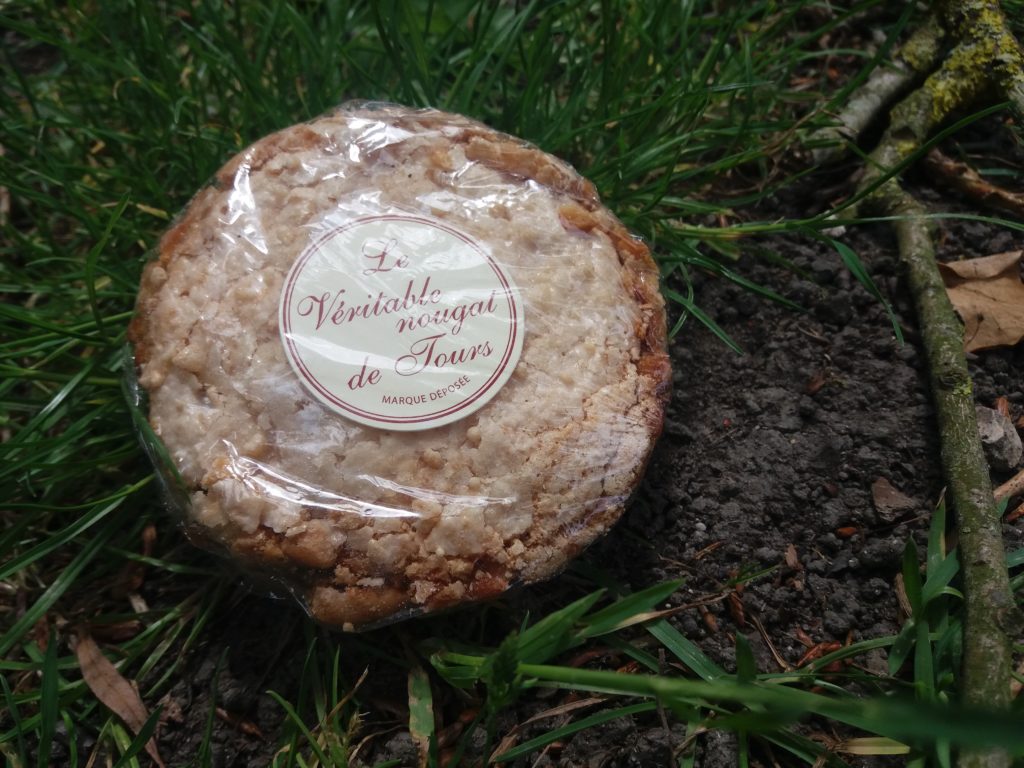 Le
Véritable
nougat
de Tours
MARQUE DÉPOSÉE